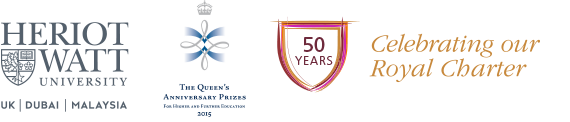 HERIOT
WATT
UNIVERSITY
UK | DUBAI | MALAYSIA
THE QUEEN'S
ANNIVERSARY PRIZES
FOR HIGHER AND FURTHER EDUCATION
2015
50
YEARS
Celebrating our
Royal Charter